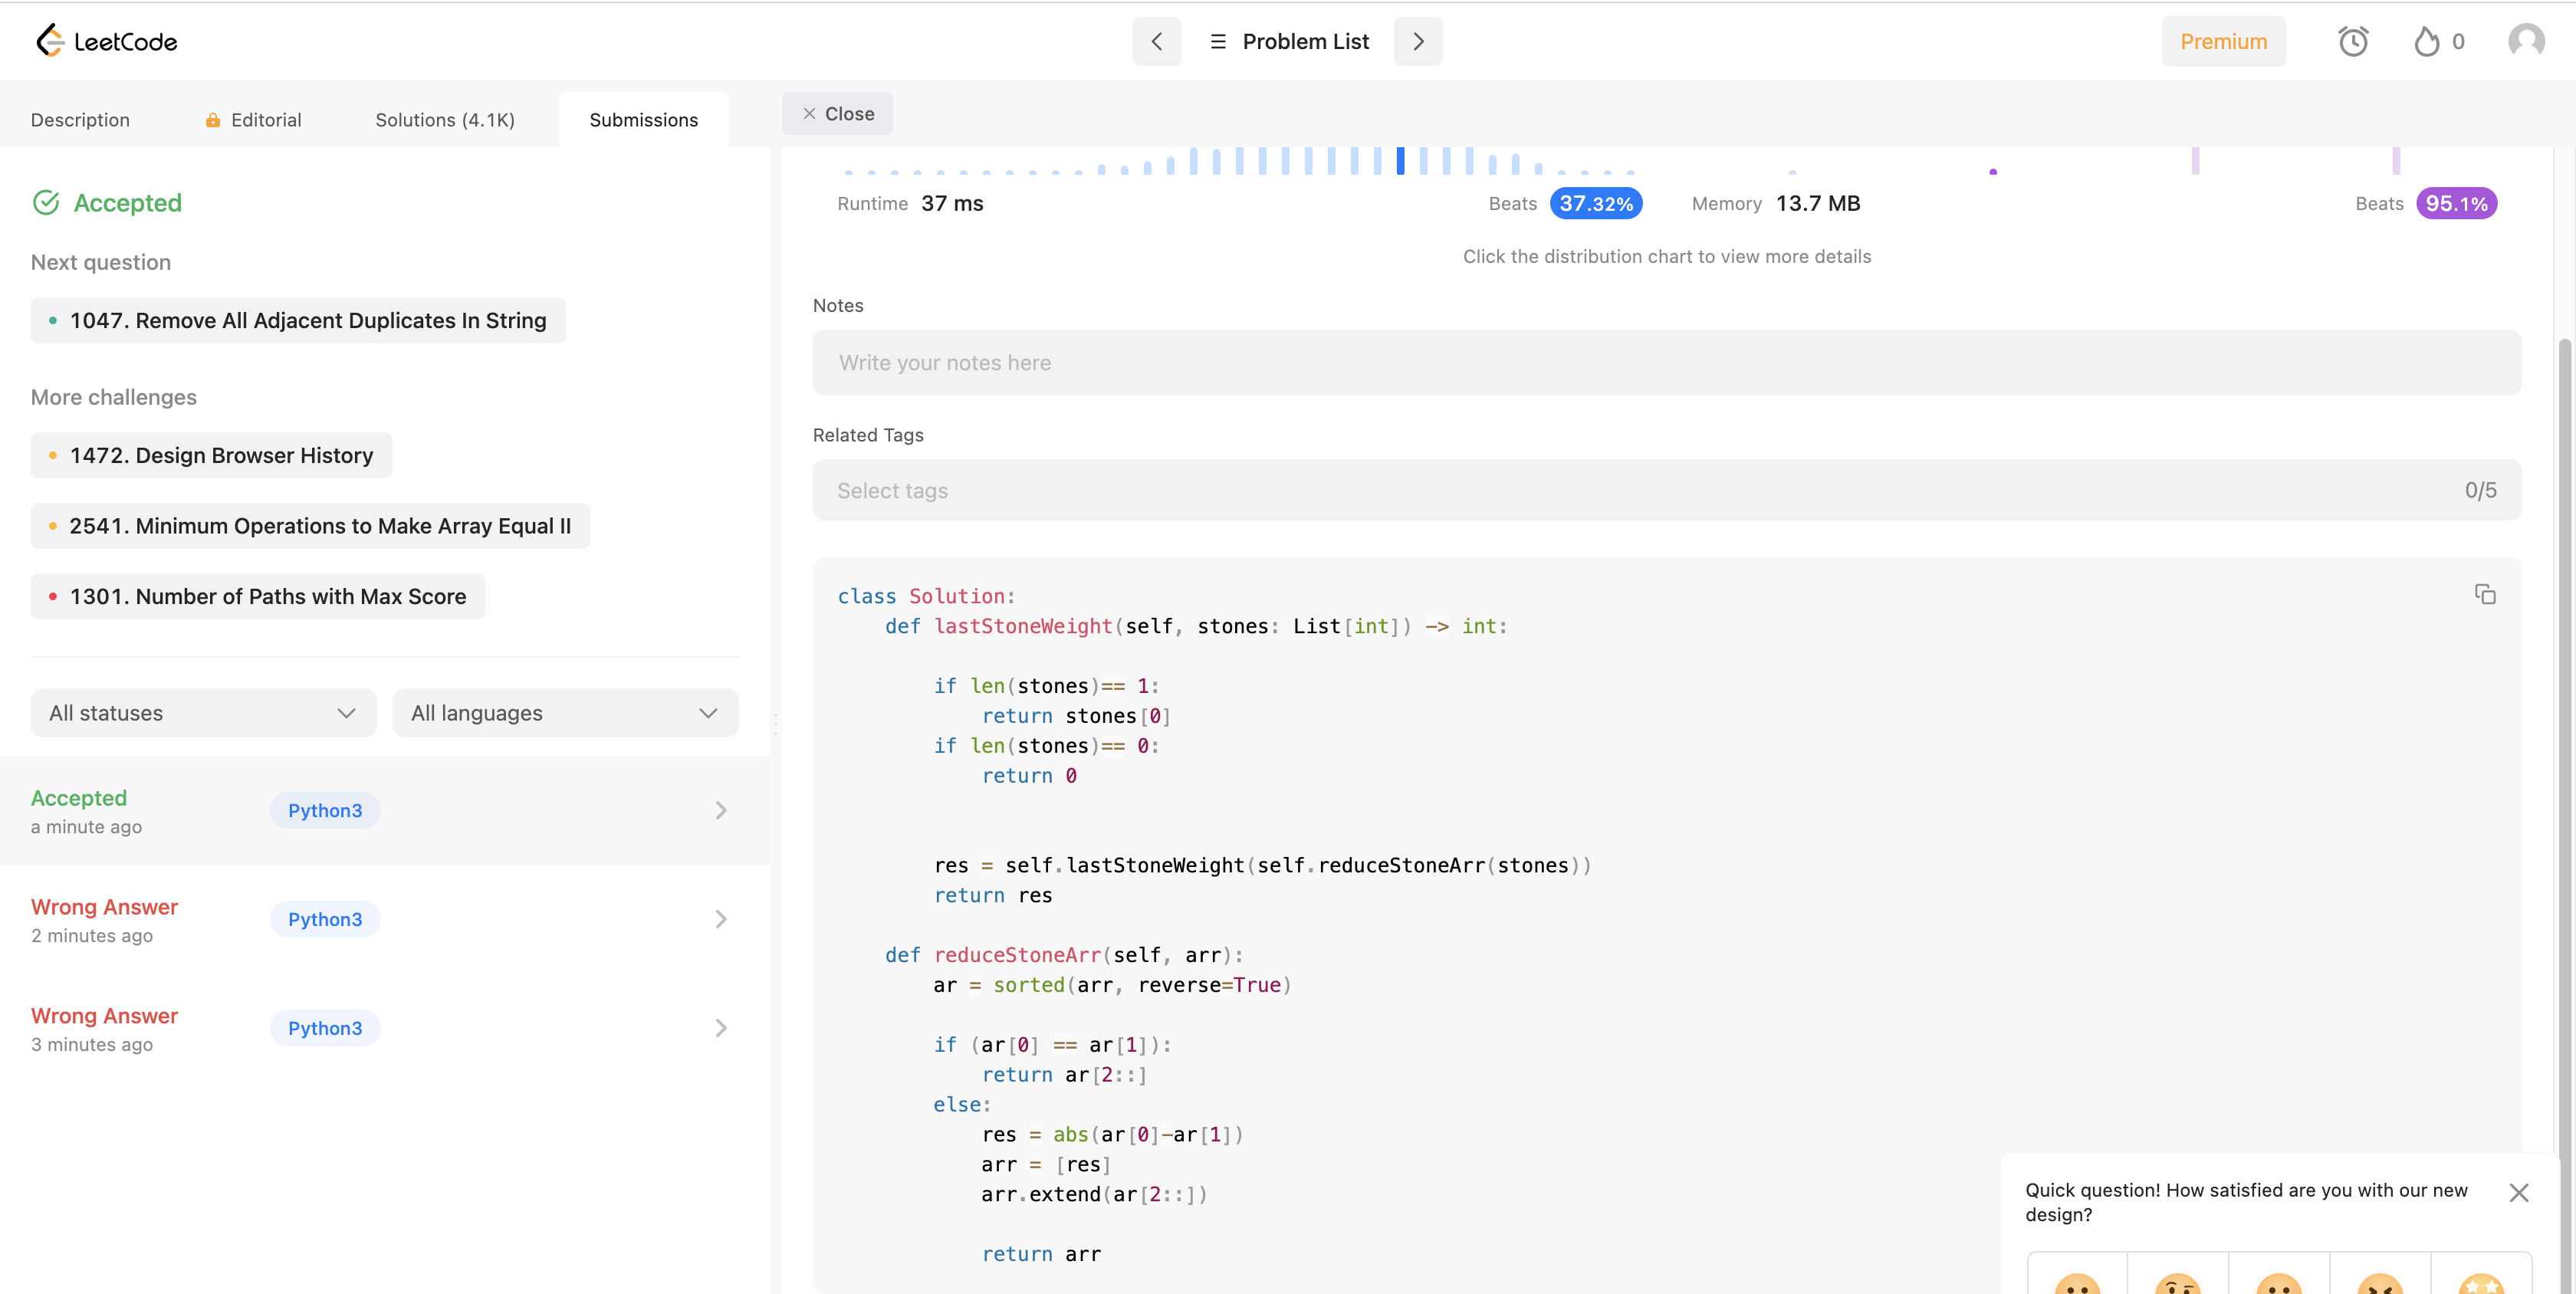 LeetCode
Problem List
Premium
0
Description
Editorial
Solutions (4.1K)
Submissions
Close
Accepted
Next question
1047. Remove All Adjacent Duplicates In String
More challenges
1472. Design Browser History
2541. Minimum Operations to Make Array Equal II
1301. Number of Paths with Max Score
All statuses
All languages
Accepted
a minute ago
Python3
Wrong Answer
2 minutes ago
Python3
Wrong Answer
3 minutes ago
Python3
Runtime 37 ms
Beats 37.32%
Memory 13.7 MB
Beats 95.1%
Click the distribution chart to view more details
Notes
Write your notes here
Related Tags
Select tags
0/5
class Solution:
    def lastStoneWeight(self, stones: List[int]) -> int:
        if len(stones)== 1:
            return stones[0]
        if len(stones)== 0:
            return 0
        res = self.lastStoneWeight(self.reduceStoneArr(stones))
        return res
    def reduceStoneArr(self, arr):
        ar = sorted(arr, reverse=True)
        if (ar[0] == ar[1]):
            return ar[2::]
        else:
            res = abs(ar[0]-ar[1])
            arr = [res]
            arr.extend(ar[2::])
            return arr
Quick question! How satisfied are you with our new
design?